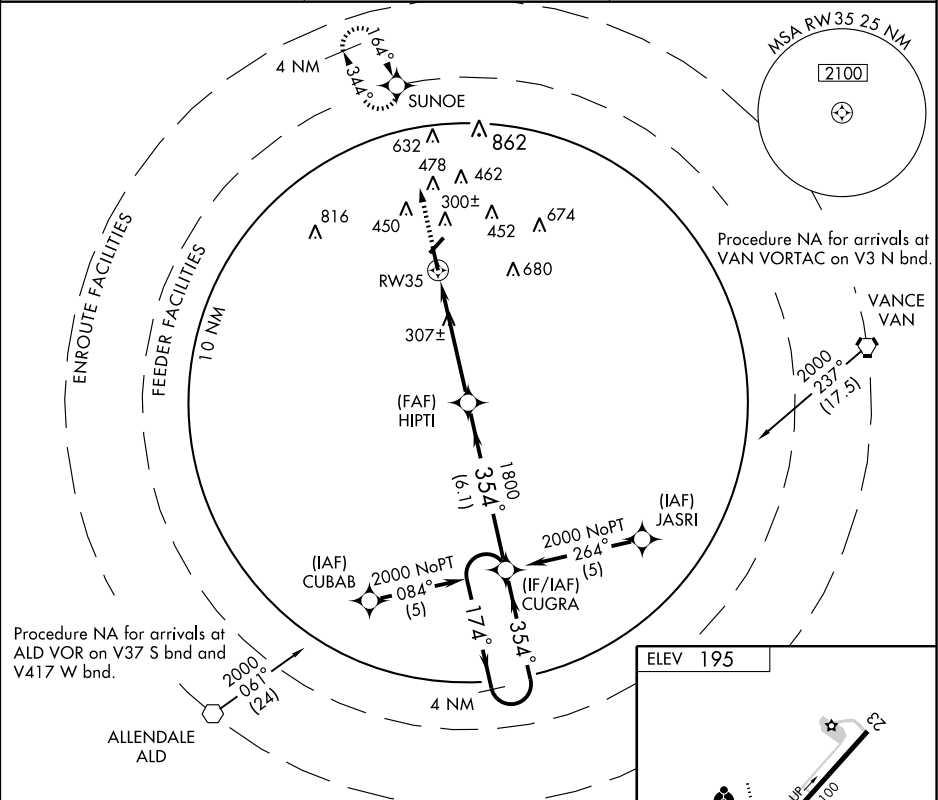 MSA RW35 25 NM
2100
164°
344°
4 NM
SUNOE
632
862
478
462
300±
816
450
452
674
680
RW35
307±
Procedure NA for arrivals at
VAN VORTAC on V3 N bnd.
VANCE
VAN
2000
237°
(17.5)
ENROUTE FACILITIES
FEEDER FACILITIES
10 NM
(FAF)
HIPTI
1800
354°
(6.1)
(IAF)
JASRI
2000 NoPT
264°
(5)
(IAF)
CUBAB
2000 NoPT
084°
(5)
(IF/IAF)
CUGRA
174°
354°
4 NM
Procedure NA for arrivals at
ALD VOR on V37 S bnd and
V417 W bnd.
2000
061°
(24)
ALLENDALE
ALD
ELEV 195
23
UP
100